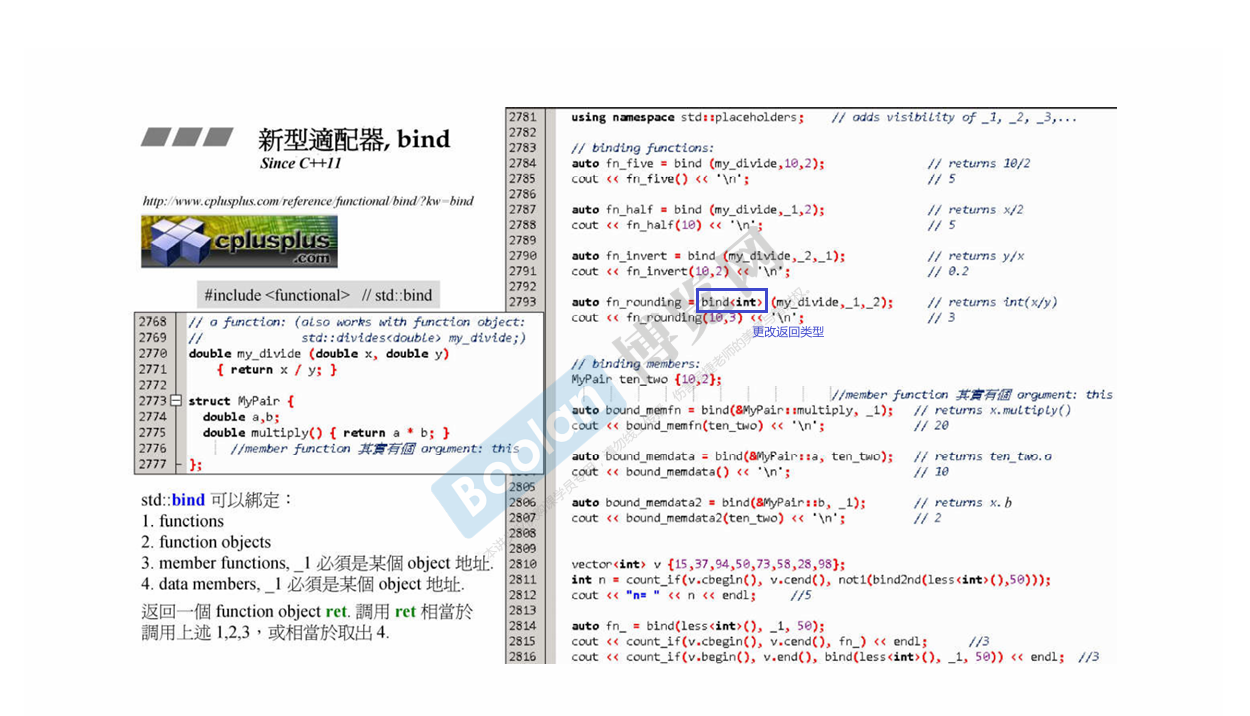 新型適配器, bind
Since C++11
http://www.cplusplus.com/reference/functional/bind/?kw=bind
cplusplus
.com
#include <functional>   // std::bind
2768 // a function: (also works with function object:
2769 //              std::divides<double> my_divide;)
2770 double my_divide (double x, double y)
2771     { return x / y; }
2772
2773 struct MyPair {
2774   double a,b;
2775   double multiply() { return a * b; }
2776       //member function 其實有個 argument: this
2777 };
std::bind 可以綁定：
1. functions
2. function objects
3. member functions, _1 必須是某個 object 地址.
4. data members, _1 必須是某個 object 地址.
返回一個 function object ret. 調用 ret 相當於
調用上述 1,2,3，或相當於取出 4.
2781 using namespace std::placeholders;    // adds visibility of _1, _2, _3,...
2782
2783 // binding functions:
2784 auto fn_five = bind (my_divide,10,2);               // returns 10/2
2785 cout << fn_five() << '\n';                          // 5
2786
2787 auto fn_half = bind (my_divide,_1,2);               // returns x/2
2788 cout << fn_half(10) << '\n';                        // 5
2789
2790 auto fn_invert = bind (my_divide,_2,_1);            // returns y/x
2791 cout << fn_invert(10,2) << '\n';                    // 0.2
2792
2793 auto fn_rounding = bind<int> (my_divide,_1,_2);     // returns int(x/y)
cout << fn_rounding(10,3) << '\n';                  // 3
更改返回类型
// binding members:
MyPair ten_two {10,2};
//member function 其實有個 argument: this
auto bound_memfn = bind(&MyPair::multiply, _1);   // returns x.multiply()
cout << bound_memfn(ten_two) << '\n';             // 20
auto bound_memdata = bind(&MyPair::a, ten_two);   // returns ten_two.a
cout << bound_memdata() << '\n';                  // 10
2805
2806 auto bound_memdata2 = bind(&MyPair::b, _1);       // returns x.b
2807 cout << bound_memdata2(ten_two) << '\n';          // 2
2808
2809
2810 vector<int> v {15,37,94,50,73,58,28,98};
2811 int n = count_if(v.cbegin(), v.cend(), not1(bind2nd(less<int>(),50)));
2812 cout << "n= " << n << endl;     //5
2813
2814 auto fn_ = bind(less<int>(), _1, 50);
2815 cout << count_if(v.cbegin(), v.cend(), fn_) << endl;      //3
2816 cout << count_if(v.begin(), v.end(), bind(less<int>(), _1, 50)) << endl;  //3
Boolan 博览网